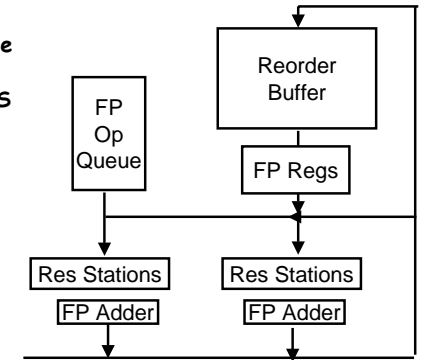 e
s
Reorder
Buffer
FP
Op
Queue
FP Regs
Res Stations
Res Stations
FP Adder
FP Adder